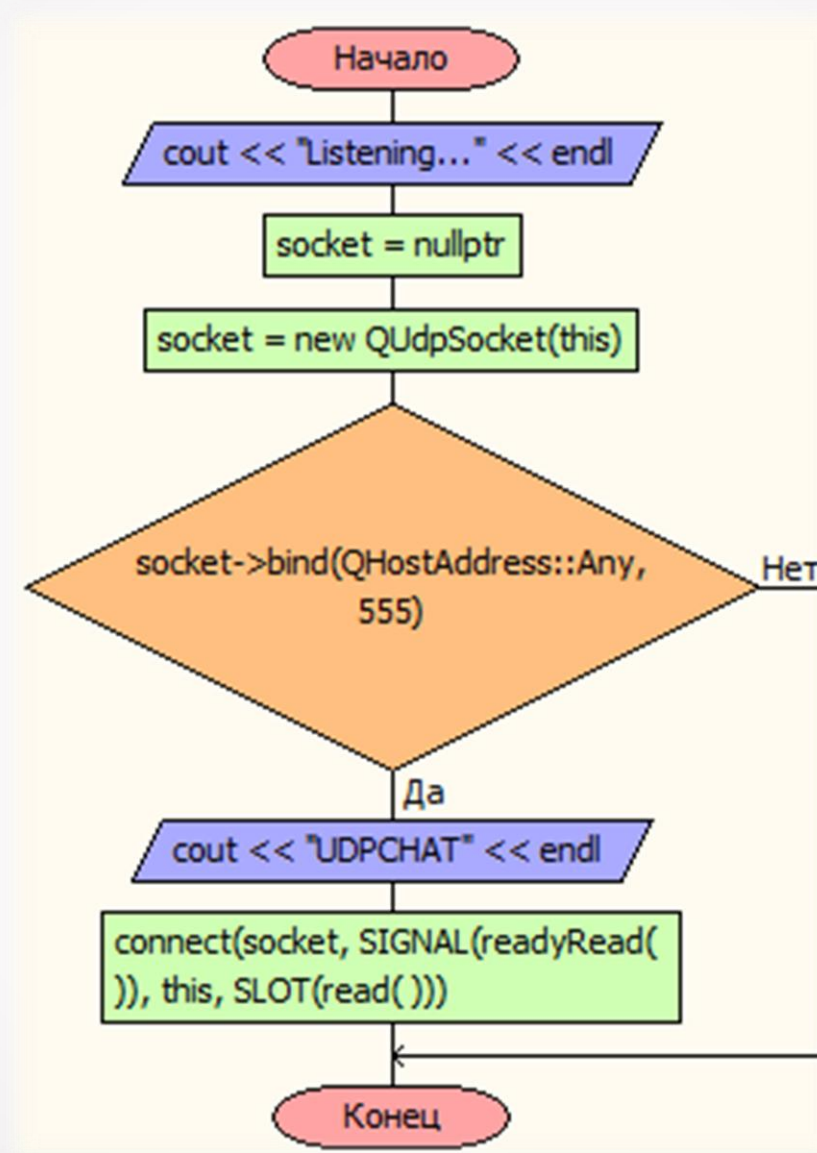 Начало
cout << "Listening..." << endl
socket = nullptr
socket = new QUdpSocket(this)
socket->bind(QHostAddress::Any,
555)
Нет
Да
cout << "UDPCHAT" << endl
connect(socket, SIGNAL(readyRead(
)), this, SLOT(read()))
Конец